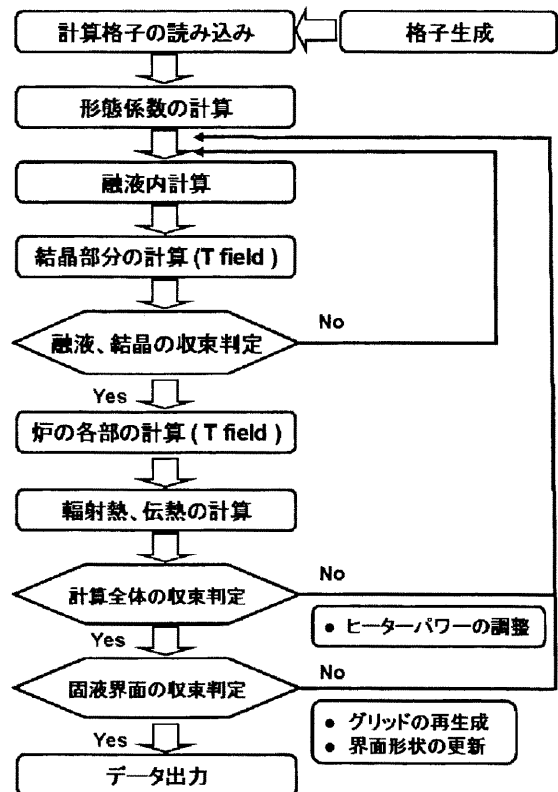 計算格子の読み込み
格子生成
形態係数の計算
融液内計算
結晶部分の計算 (T field )
融液、結晶の収束判定
No
Yes
炉の各部の計算 ( T field )
輻射熱、伝熱の計算
計算全体の収束判定
No
Yes
● ヒーターパワーの調整
固液界面の収束判定
No
Yes
● グリッドの再生成
● 界面形状の更新
データ出力